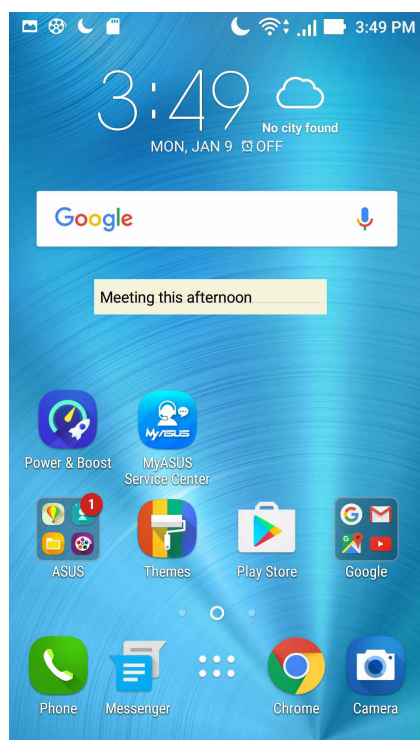 3:49 PM
3:49
No city found
MON, JAN 9 OFF
Google
Meeting this afternoon
MyASUS
Power & Boost
MyASUS
Service Center
1
G
ASUS
Themes
Play Store
Google
Phone
Messenger
Chrome
Camera